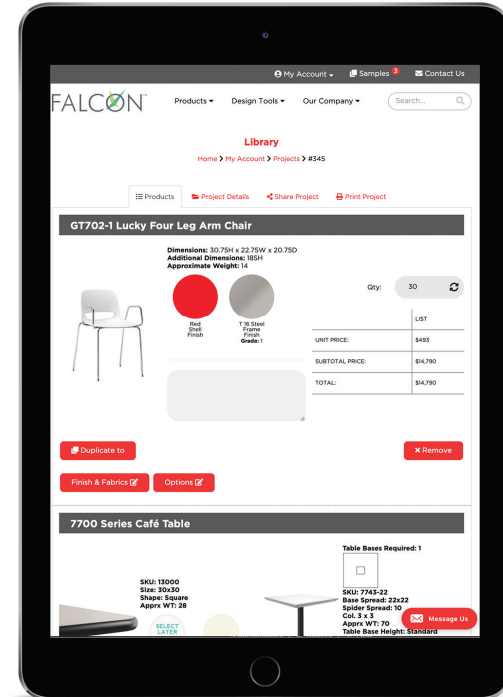 My Account
Samples 3
Contact Us
FALCON™
Products
Design Tools
Our Company
Search...
Library
Home > My Account > Projects > #345
Products
Project Details
Share Project
Print Project
GT702-1 Lucky Four Leg Arm Chair
Dimensions: 30.75H x 22.75W x 20.75D
Additional Dimensions: 18SH
Approximate Weight: 14
Red
Shell
Finish
T 16 Steel
Frame
Finish
Grade: 1
Qty:
30
LIST
UNIT PRICE:
$493
SUBTOTAL PRICE:
$14,790
TOTAL:
$14,790
Duplicate to
Remove
Finish & Fabrics
Options
7700 Series Café Table
SKU: 13000
Size: 30x30
Shape: Square
Apprx WT: 28
SELECT
LATER
Table Bases Required: 1
SKU: 7743-22
Base Spread: 22x22
Spider Spread: 10
Col. 3 x 3
Apprx WT: 70
Table Base Height: Standard
Message Us